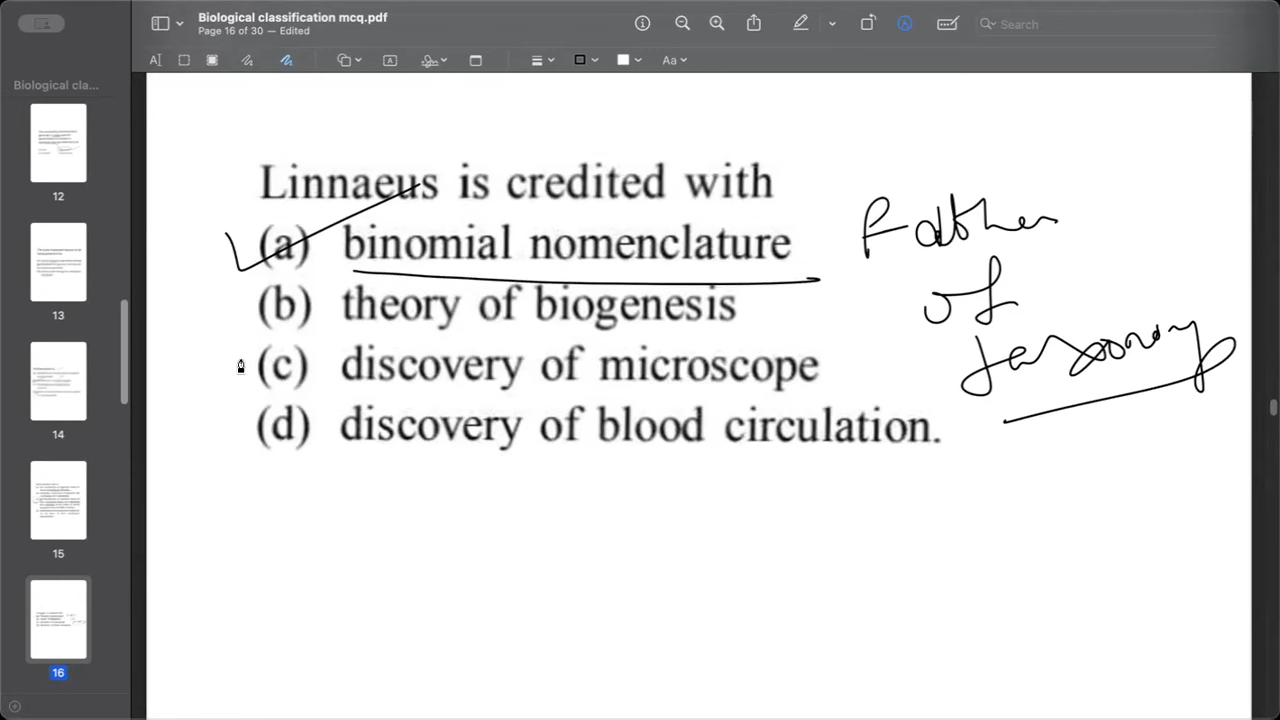 Biological classification mcq.pdf
Page 16 of 30 — Edited
Search
Aa
Biological cla...
12
13
14
15
16
Linnaeus is credited with
(a) binomial nomenclature
(b) theory of biogenesis
(c) discovery of microscope
(d) discovery of blood circulation.
Father
of